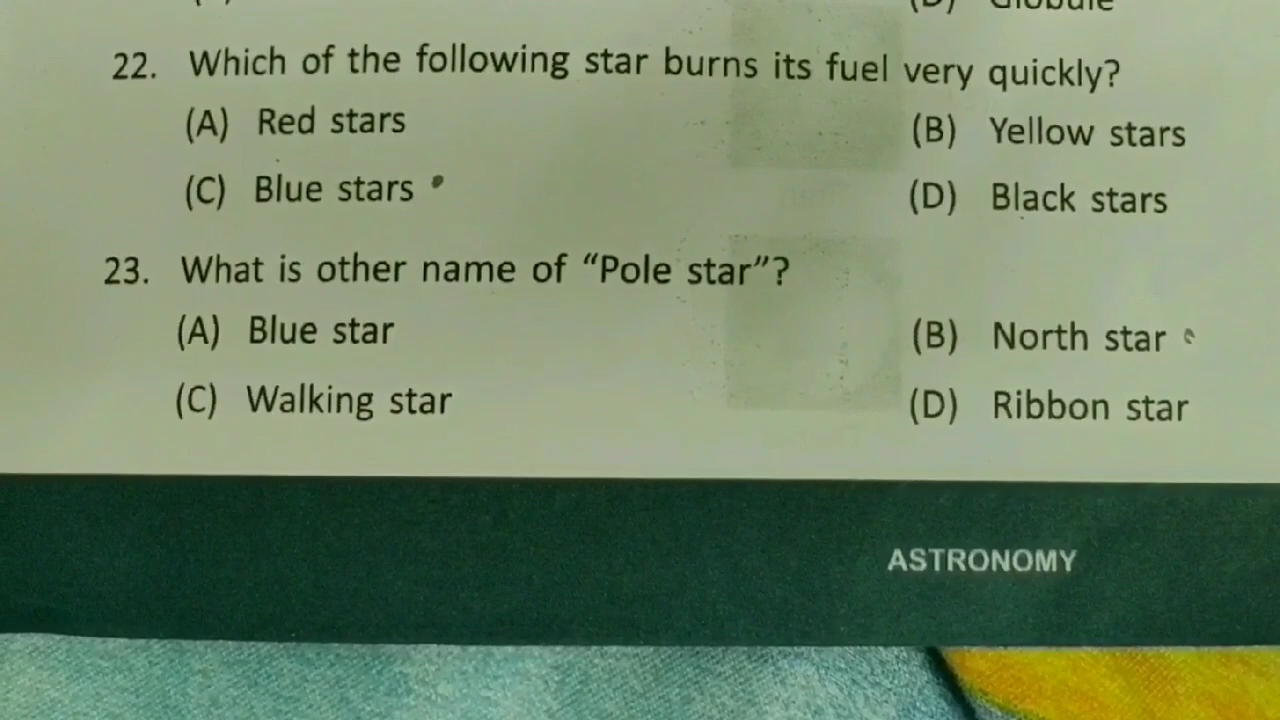 (D) Globule
22. Which of the following star burns its fuel very quickly?
(A) Red stars (B) Yellow stars
(C) Blue stars (D) Black stars
23. What is other name of “Pole star”?
(A) Blue star (B) North star
(C) Walking star (D) Ribbon star
ASTRONOMY